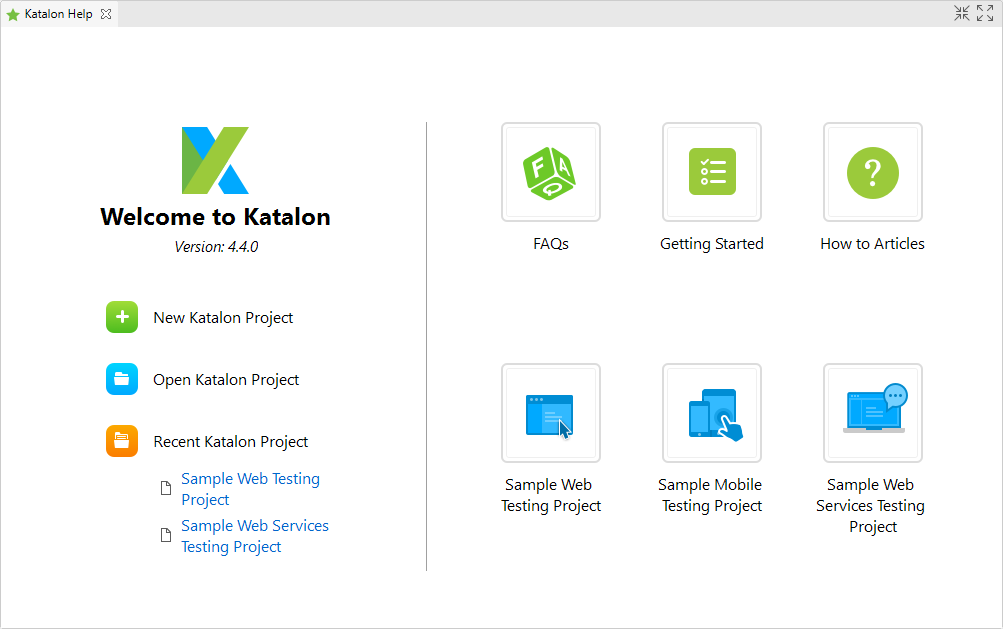 Katalon Help
Welcome to Katalon
Version: 4.4.0
New Katalon Project
Open Katalon Project
Recent Katalon Project
Sample Web Testing
Project
Sample Web Services
Testing Project
F A Q
FAQs
Getting Started
?
How to Articles
Sample Web
Testing Project
Sample Mobile
Testing Project
Sample Web
Services Testing
Project